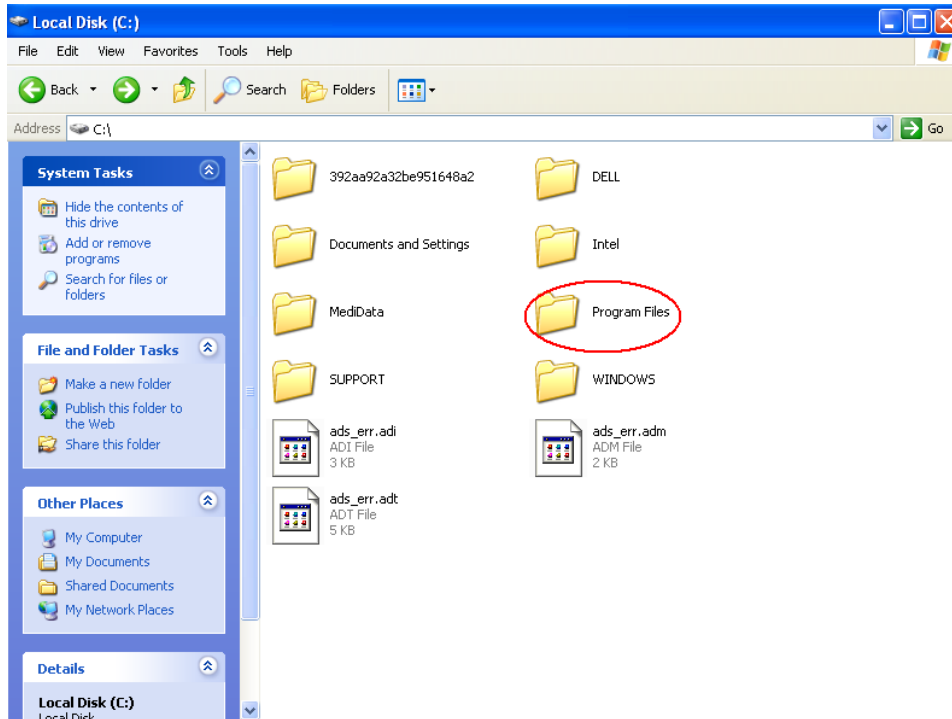 Local Disk (C:)
File Edit View Favorites Tools Help
Back Search Folders
Address C:\ Go
System Tasks
Hide the contents of
this drive
Add or remove
programs
Search for files or
folders
File and Folder Tasks
Make a new folder
Publish this folder to
the Web
Share this folder
Other Places
My Computer
My Documents
Shared Documents
My Network Places
Details
Local Disk (C:)
Local Disk
392aa92a32be951648a2
DELL
Documents and Settings
Intel
MediData
Program Files
SUPPORT
WINDOWS
ads_err.adi
ADI File
3 KB
ads_err.adm
ADM File
2 KB
ads_err.adt
ADT File
5 KB